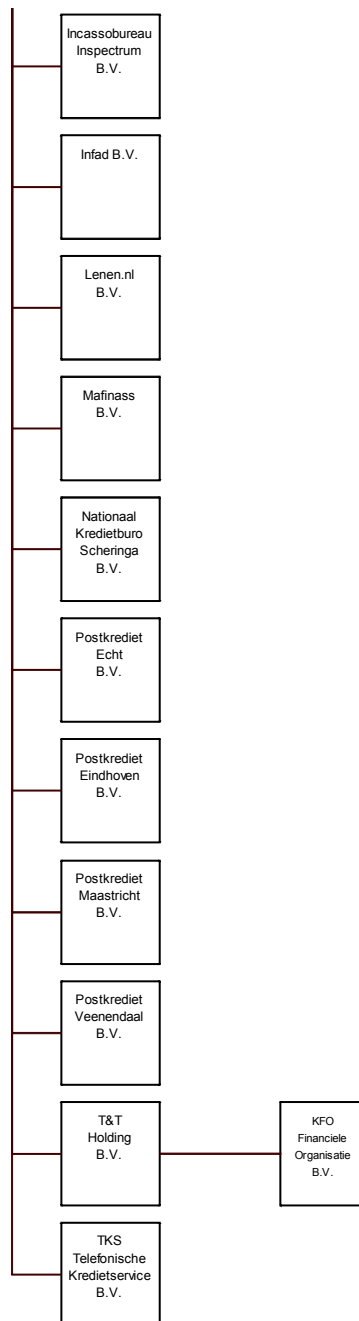 Incassobureau
Inspectrum
B.V.
Infad B.V.
Lenen.nl
B.V.
Mafinass
B.V.
Nationaal
Kredietburo
Scheringa
B.V.
Postkrediet
Echt
B.V.
Postkrediet
Eindhoven
B.V.
Postkrediet
Maastricht
B.V.
Postkrediet
Veenendaal
B.V.
T&T
Holding
B.V.
KFO
Financiele
Organisatie
B.V.
TKS
Telefonische
Kredietservice
B.V.